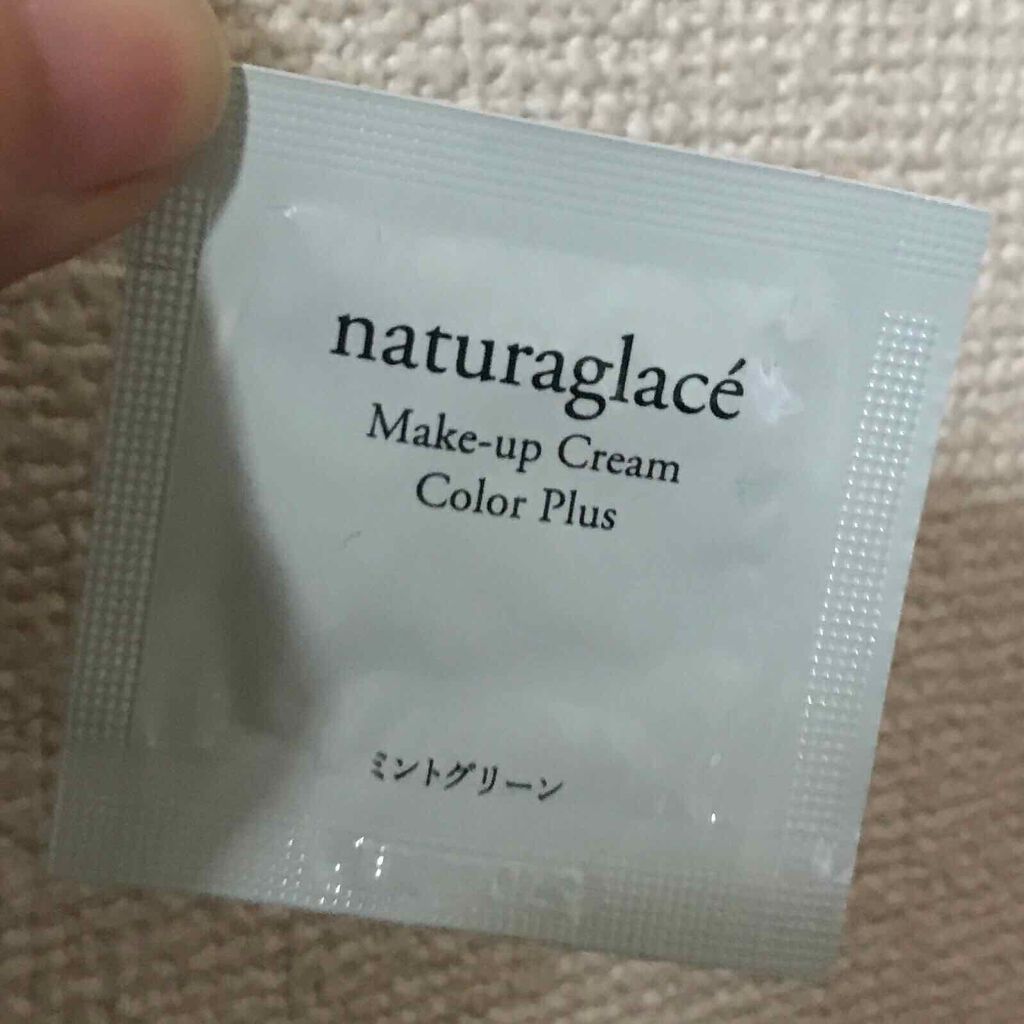 naturaglacé
Make-up Cream
Color Plus
ミントグリーン